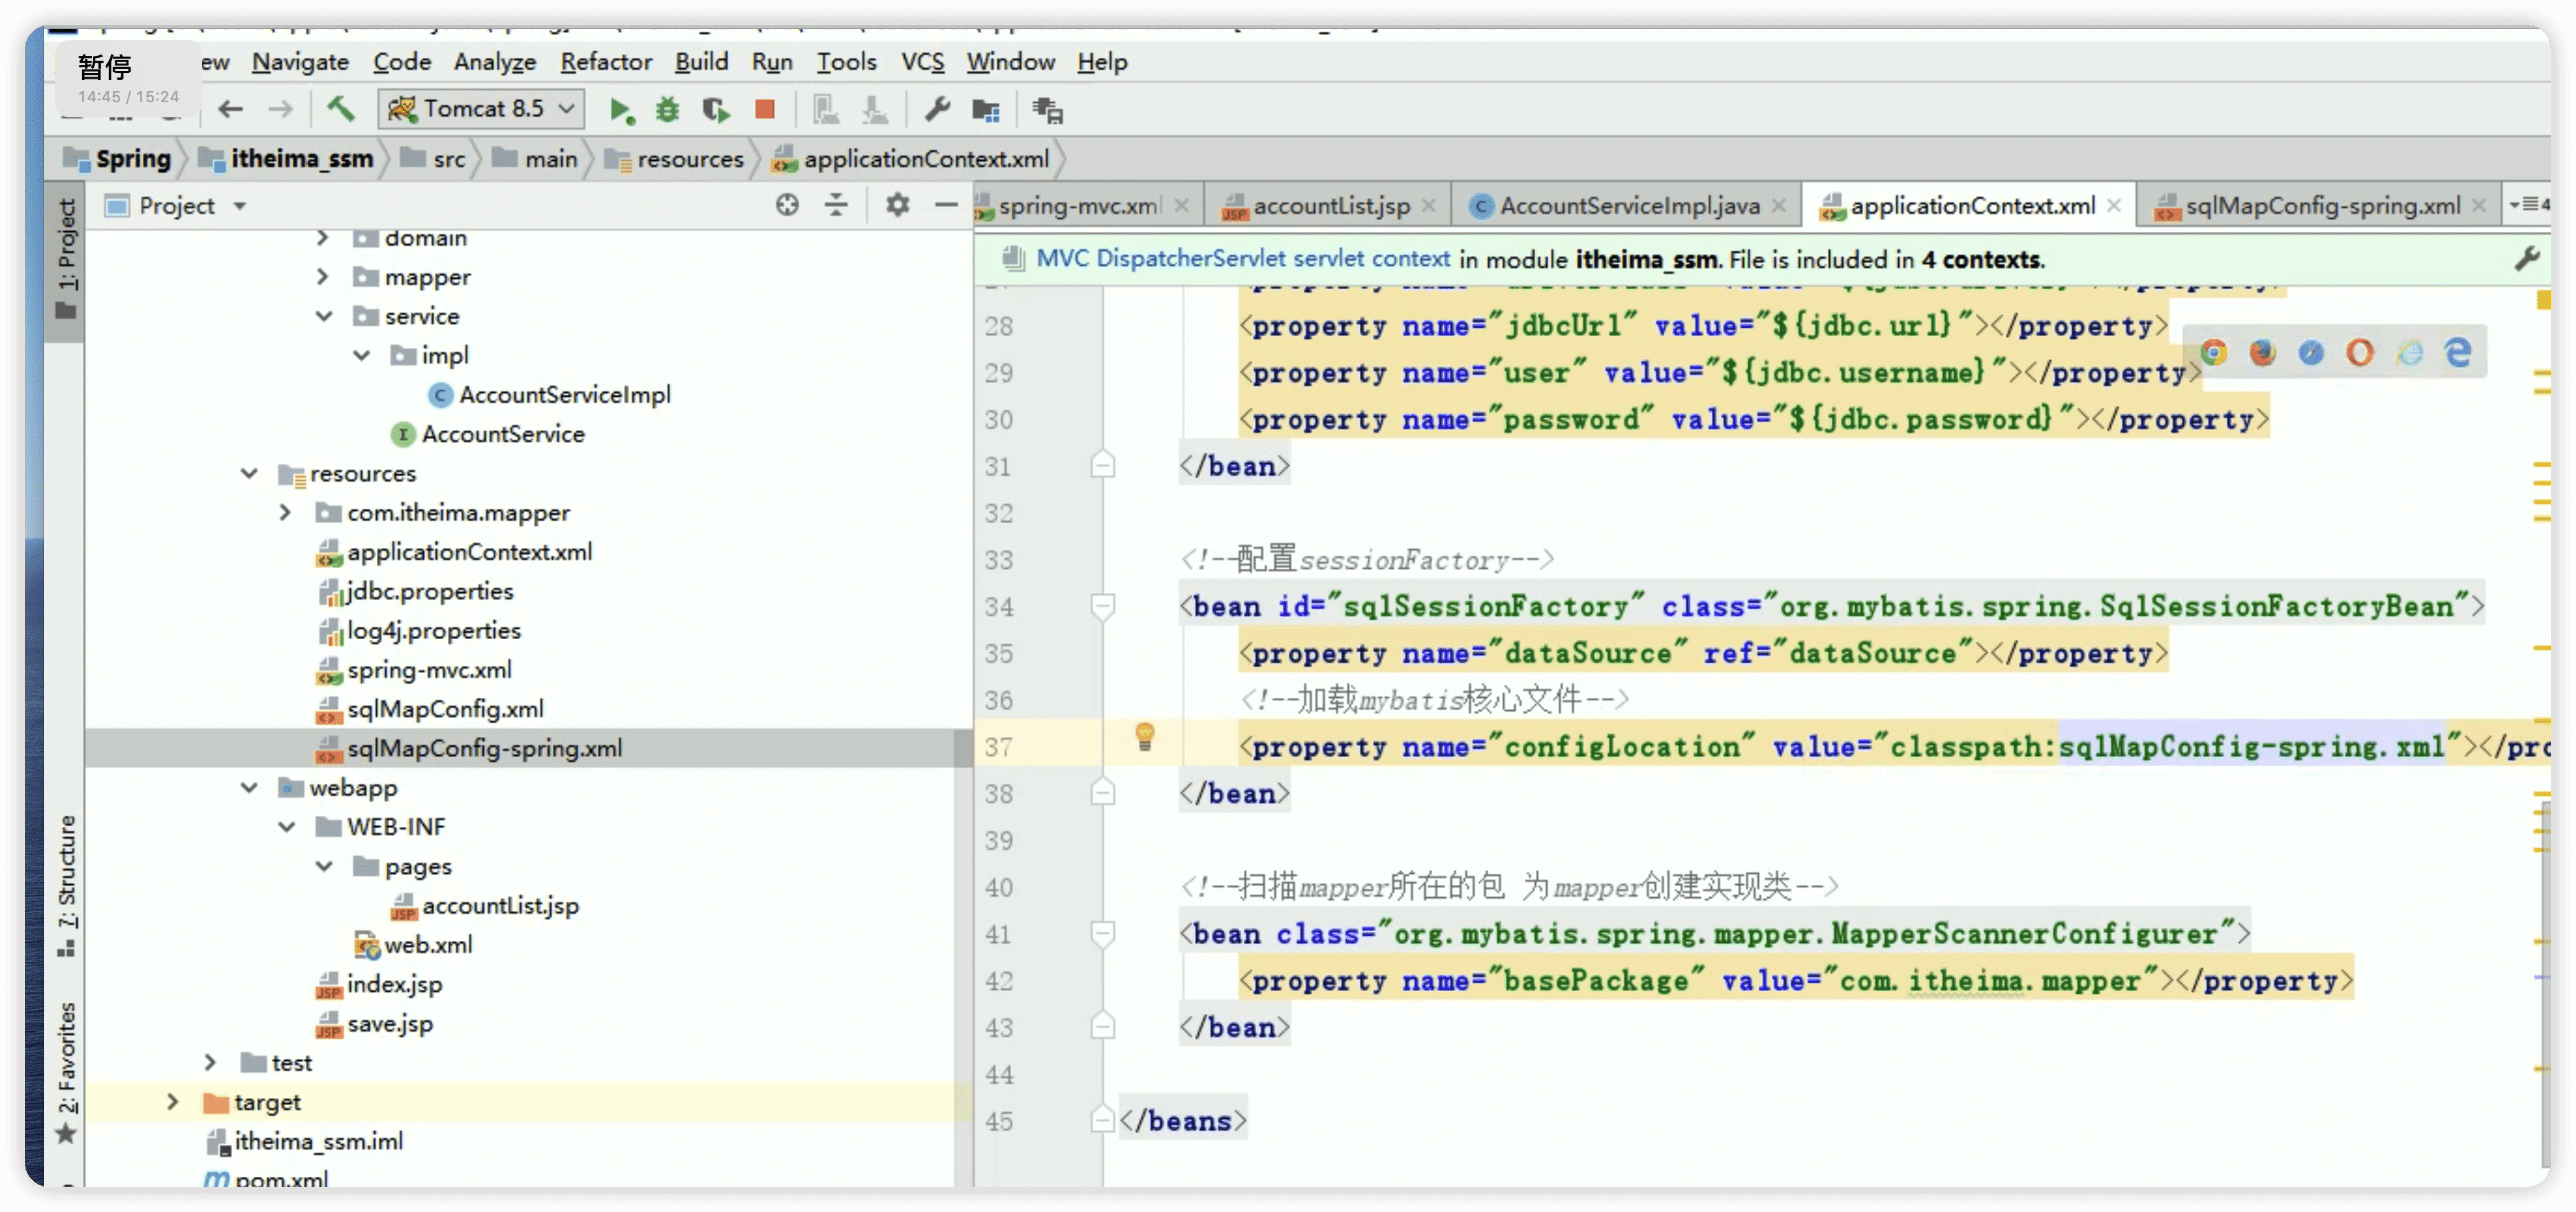 暂停
14:45 / 15:24
ew Navigate Code Analyze Refactor Build Run Tools VCS Window Help
Tomcat 8.5
Spring itheima_ssm src main resources applicationContext.xml
1: Project
7: Structure
2: Favorites
Project
domain
mapper
service
impl
AccountServiceImpl
AccountService
resources
com.itheima.mapper
applicationContext.xml
jdbc.properties
log4j.properties
spring-mvc.xml
sqlMapConfig.xml
sqlMapConfig-spring.xml
webapp
WEB-INF
pages
accountList.jsp
web.xml
index.jsp
save.jsp
test
target
itheima_ssm.iml
pom.xml
spring-mvc.xml accountList.jsp AccountServiceImpl.java applicationContext.xml sqlMapConfig-spring.xml 4
MVC DispatcherServlet servlet context in module itheima_ssm. File is included in 4 contexts.
28 <property name="jdbcUrl" value="${jdbc.url}"></property>
29 <property name="user" value="${jdbc.username}"></property>
30 <property name="password" value="${jdbc.password}"></property>
31 </bean>
32
33 <!--配置sessionFactory-->
34 <bean id="sqlSessionFactory" class="org.mybatis.spring.SqlSessionFactoryBean">
35 <property name="dataSource" ref="dataSource"></property>
36 <!--加载mybatis核心文件-->
37 <property name="configLocation" value="classpath:sqlMapConfig-spring.xml"></pro
38 </bean>
39
40 <!--扫描mapper所在的包 为mapper创建实现类-->
41 <bean class="org.mybatis.spring.mapper.MapperScannerConfigurer">
42 <property name="basePackage" value="com.itheima.mapper"></property>
43 </bean>
44
45 </beans>